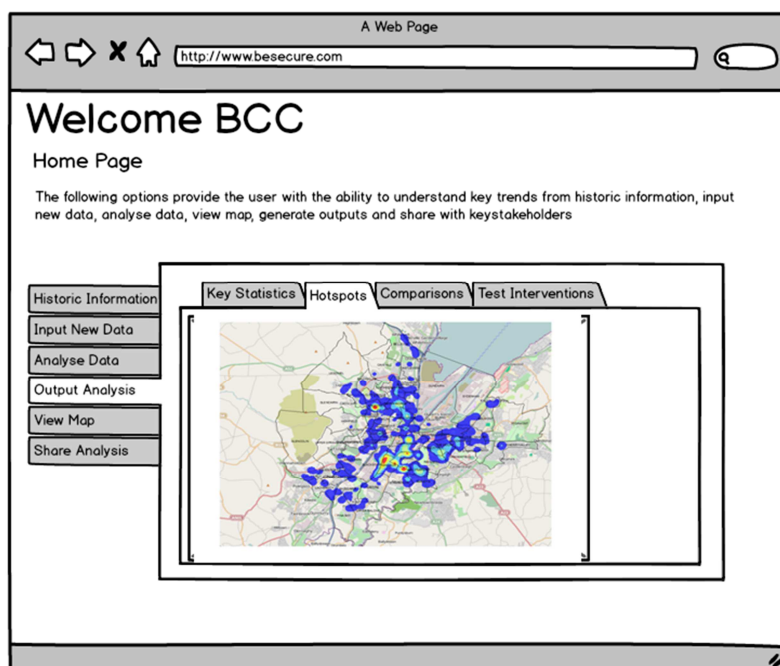 A Web Page
http://www.besecure.com
Welcome BCC
Home Page
The following options provide the user with the ability to understand key trends from historic information, input
new data, analyse data, view map, generate outputs and share with keystakeholders
Key Statistics
Hotspots
Comparisons
Test Interventions
Historic Information
Input New Data
Analyse Data
Output Analysis
View Map
Share Analysis